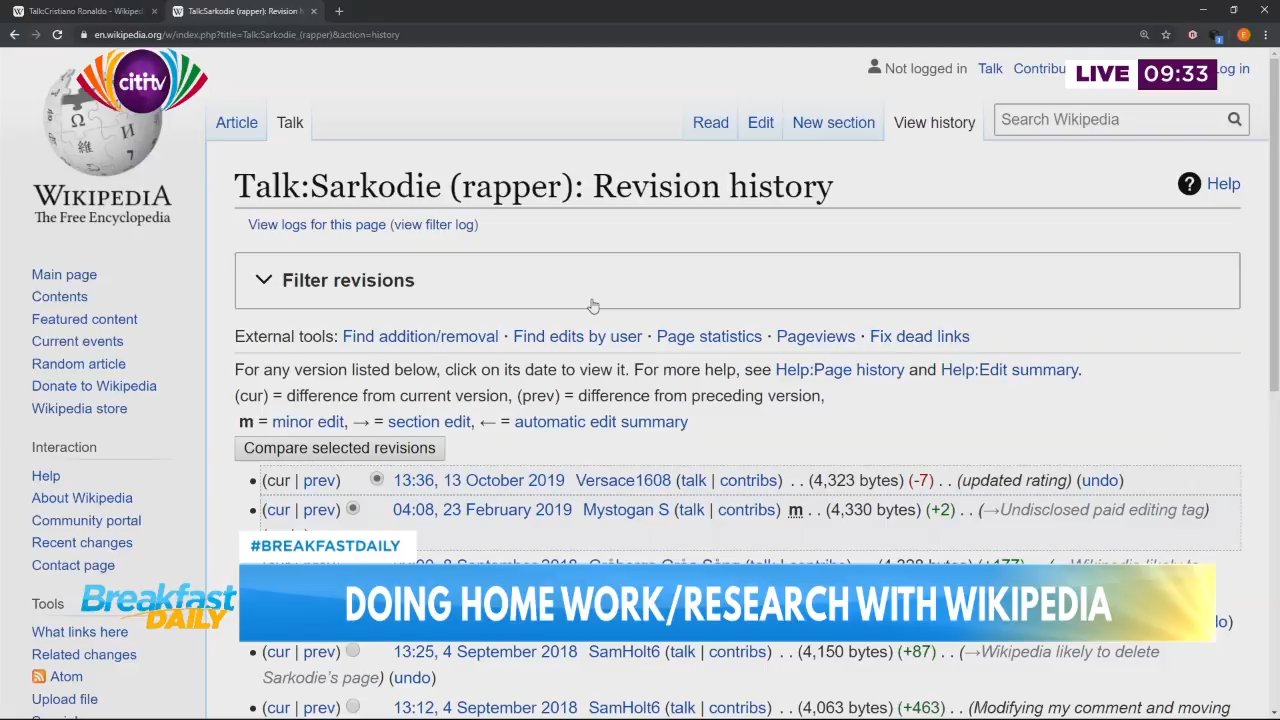 Talk:Cristiano Ronaldo - Wikiped
Talk:Sarkodie (rapper): Revision h
en.wikipedia.org/w/index.php?title=Talk:Sarkodie_(rapper)&action=history
E
cititv
Not logged in Talk Contribu
LIVE 09:33
og in
Article Talk Read Edit New section View history
Search Wikipedia
WIKIPEDIA
The Free Encyclopedia
Talk:Sarkodie (rapper): Revision history
Help
View logs for this page (view filter log)
Filter revisions
Main page
Contents
Featured content
Current events
Random article
Donate to Wikipedia
Wikipedia store
Interaction
Help
About Wikipedia
Community portal
Recent changes
Contact page
Tools
What links here
Related changes
Atom
Upload file
External tools: Find addition/removal · Find edits by user · Page statistics · Pageviews · Fix dead links
For any version listed below, click on its date to view it. For more help, see Help:Page history and Help:Edit summary.
(cur) = difference from current version, (prev) = difference from preceding version,
m = minor edit, → = section edit, ← = automatic edit summary
Compare selected revisions
(cur | prev) 13:36, 13 October 2019 Versace1608 (talk | contribs) . . (4,323 bytes) (-7) . . (updated rating) (undo)
(cur | prev) 04:08, 23 February 2019 Mystogan S (talk | contribs) m . . (4,330 bytes) (+2) . . (→Undisclosed paid editing tag)
#BREAKFASTDAILY
Breakfast DAILY
DOING HOME WORK/RESEARCH WITH WIKIPEDIA
(cur | prev) 13:25, 4 September 2018 SamHolt6 (talk | contribs) . . (4,150 bytes) (+87) . . (→Wikipedia likely to delete
Sarkodie's page) (undo)
(cur | prev) 13:12, 4 September 2018 SamHolt6 (talk | contribs) . . (4,063 bytes) (+463) . . (Modifying my comment and moving